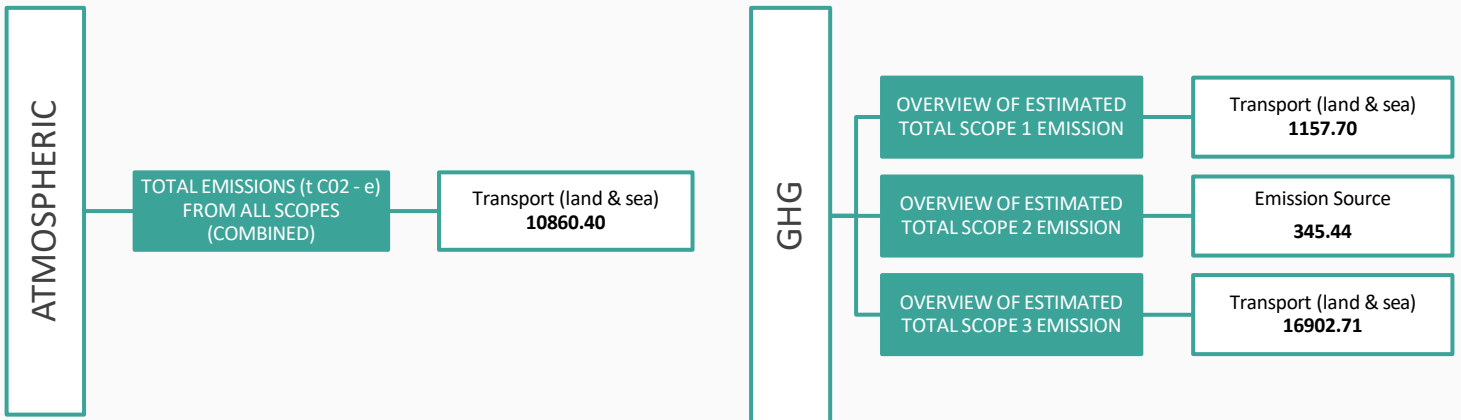 ATMOSPHERIC
TOTAL EMISSIONS (t C02 - e)
FROM ALL SCOPES
(COMBINED)
Transport (land & sea)
10860.40
GHG
OVERVIEW OF ESTIMATED
TOTAL SCOPE 1 EMISSION
Transport (land & sea)
1157.70
OVERVIEW OF ESTIMATED
TOTAL SCOPE 2 EMISSION
Emission Source
345.44
OVERVIEW OF ESTIMATED
TOTAL SCOPE 3 EMISSION
Transport (land & sea)
16902.71